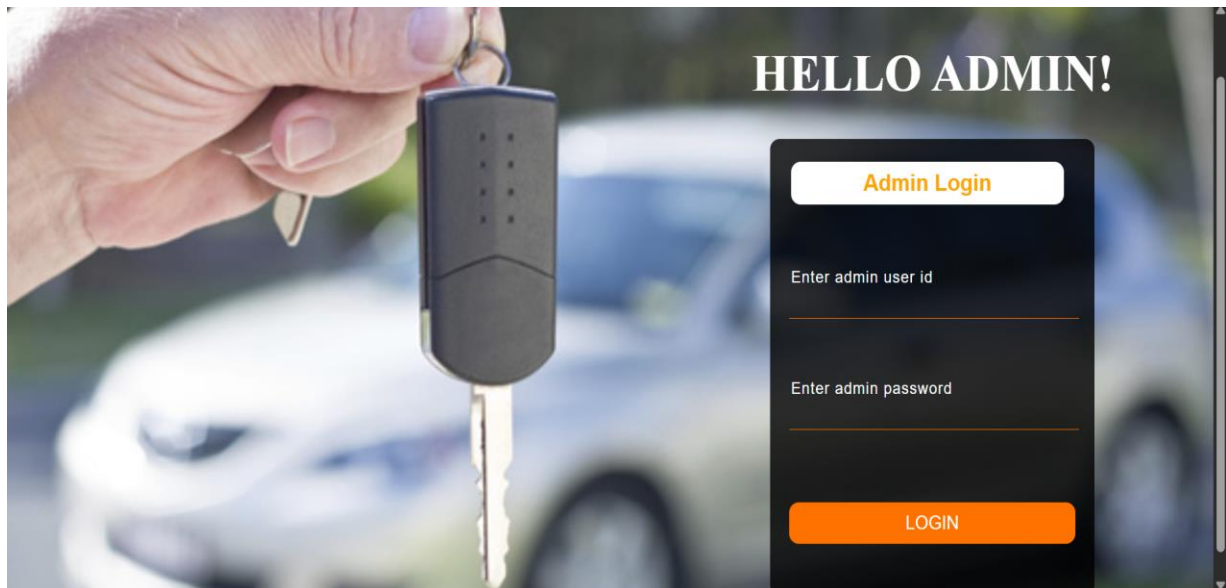 HELLO ADMIN!
Admin Login
Enter admin user id
Enter admin password
LOGIN